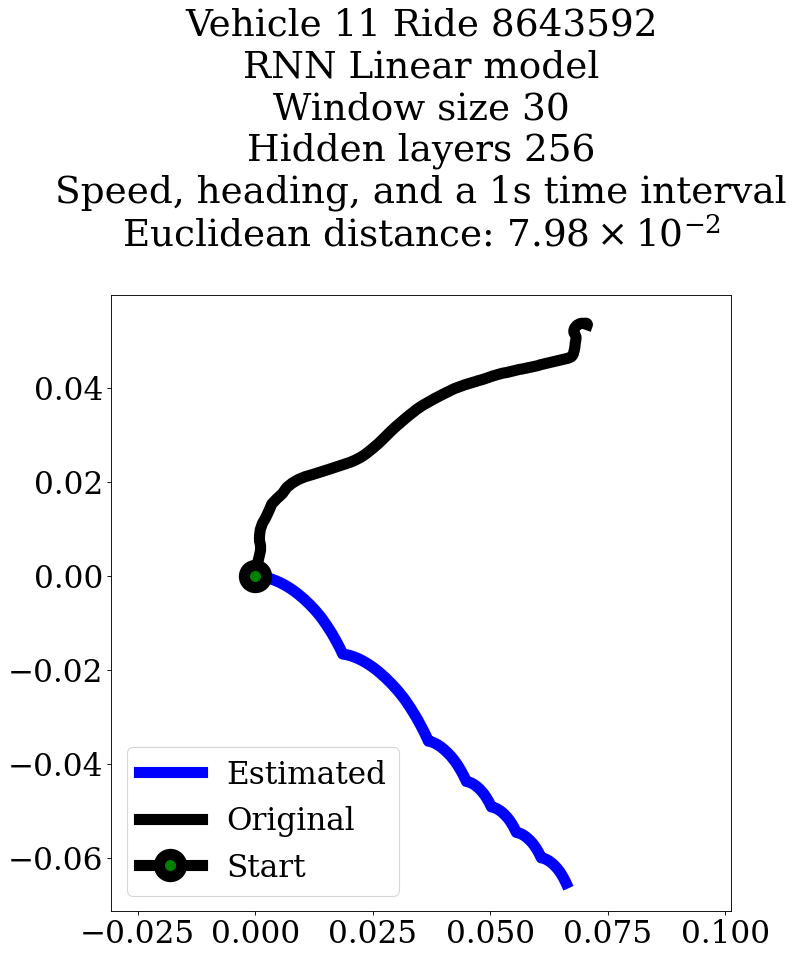 Vehicle 11 Ride 8643592
RNN Linear model
Window size 30
Hidden layers 256
Speed, heading, and a 1s time interval
Euclidean distance: 7.98 × 10⁻²
0.04
0.02
0.00
−0.02
−0.04
−0.06
Estimated
Original
Start
−0.025 0.000 0.025 0.050 0.075 0.100